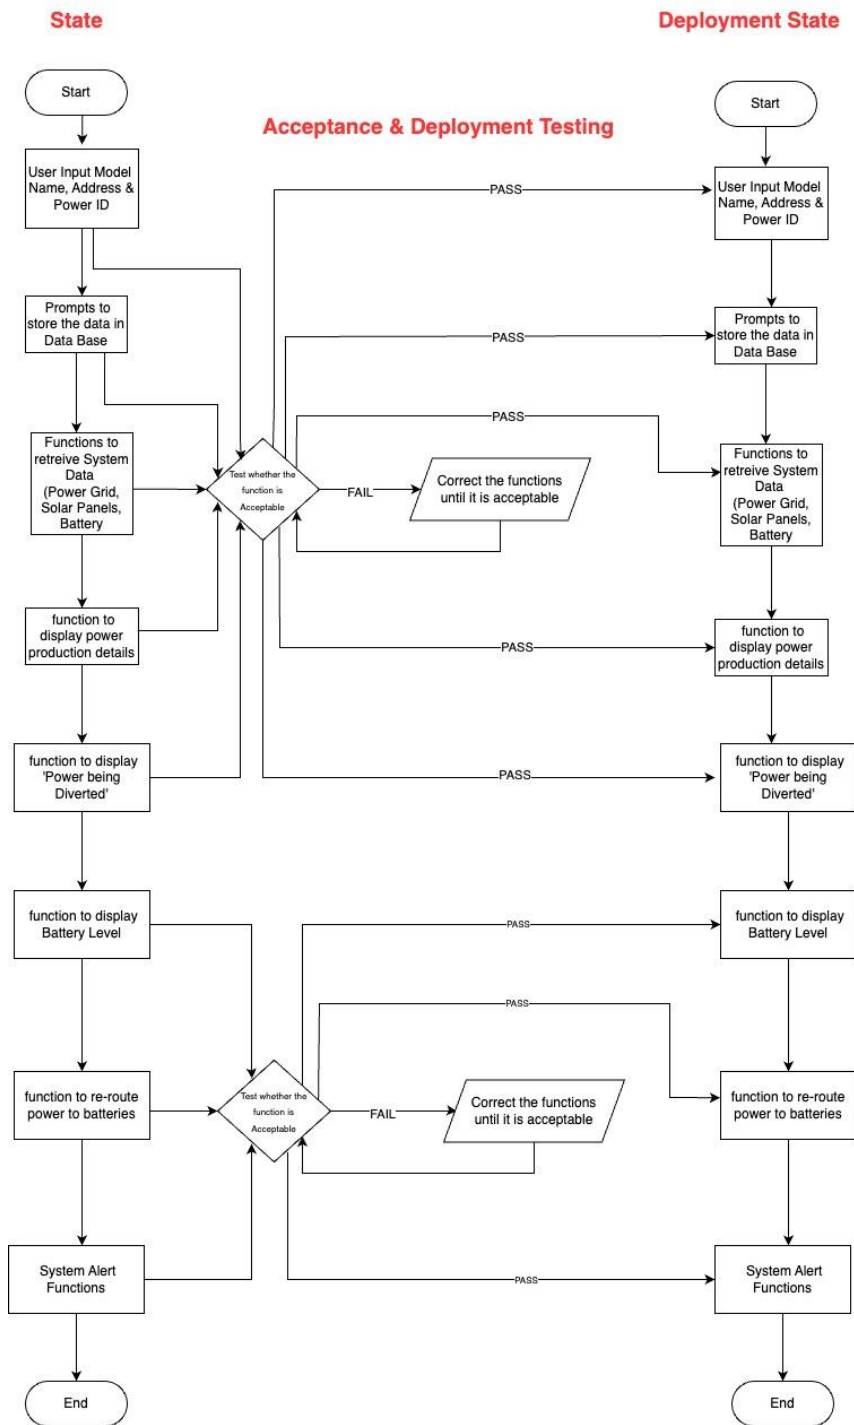 State
Deployment State
Start
Start
Acceptance & Deployment Testing
User Input Model
Name, Address &
Power ID
PASS
User Input Model
Name, Address &
Power ID
Prompts to
store the data in
Data Base
PASS
Prompts to
store the data in
Data Base
PASS
Functions to
retreive System
Data
(Power Grid,
Solar Panels,
Battery
Test whether the
function is
Acceptable
FAIL
Correct the functions
until it is acceptable
Functions to
retreive System
Data
(Power Grid,
Solar Panels,
Battery
function to
display power
production details
PASS
function to
display power
production details
function to display
'Power being
Diverted'
PASS
function to display
'Power being
Diverted'
function to display
Battery Level
PASS
function to display
Battery Level
PASS
function to re-route
power to batteries
Test whether the
function is
Acceptable
FAIL
Correct the functions
until it is acceptable
function to re-route
power to batteries
System Alert
Functions
PASS
System Alert
Functions
End
End